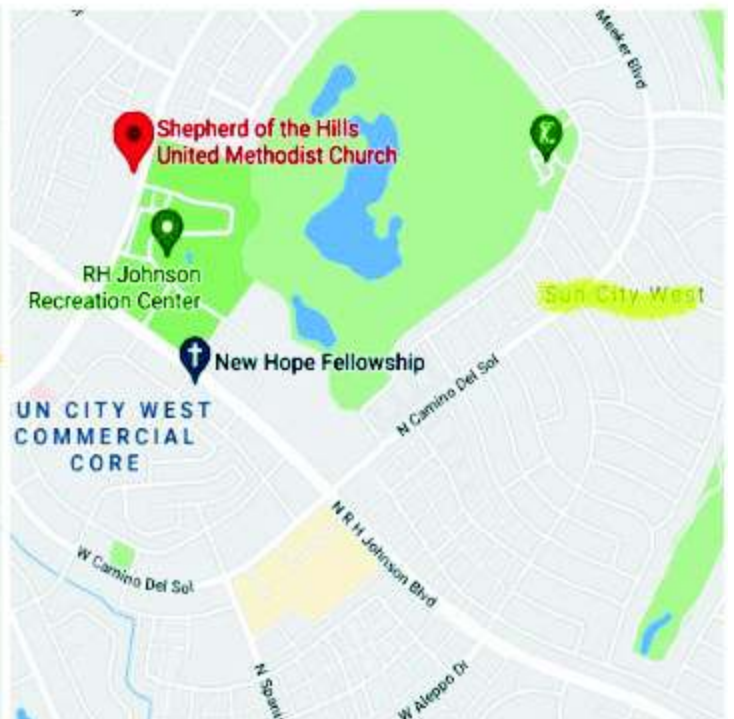 Meeker Blvd
Shepherd of the Hills
United Methodist Church
RH Johnson
Recreation Center
Sun City West
New Hope Fellowship
N Camino Del Sol
UN CITY WEST
COMMERCIAL
CORE
N R H Johnson Blvd
W Camino Del Sol
N Spani
W Aleppo Dr